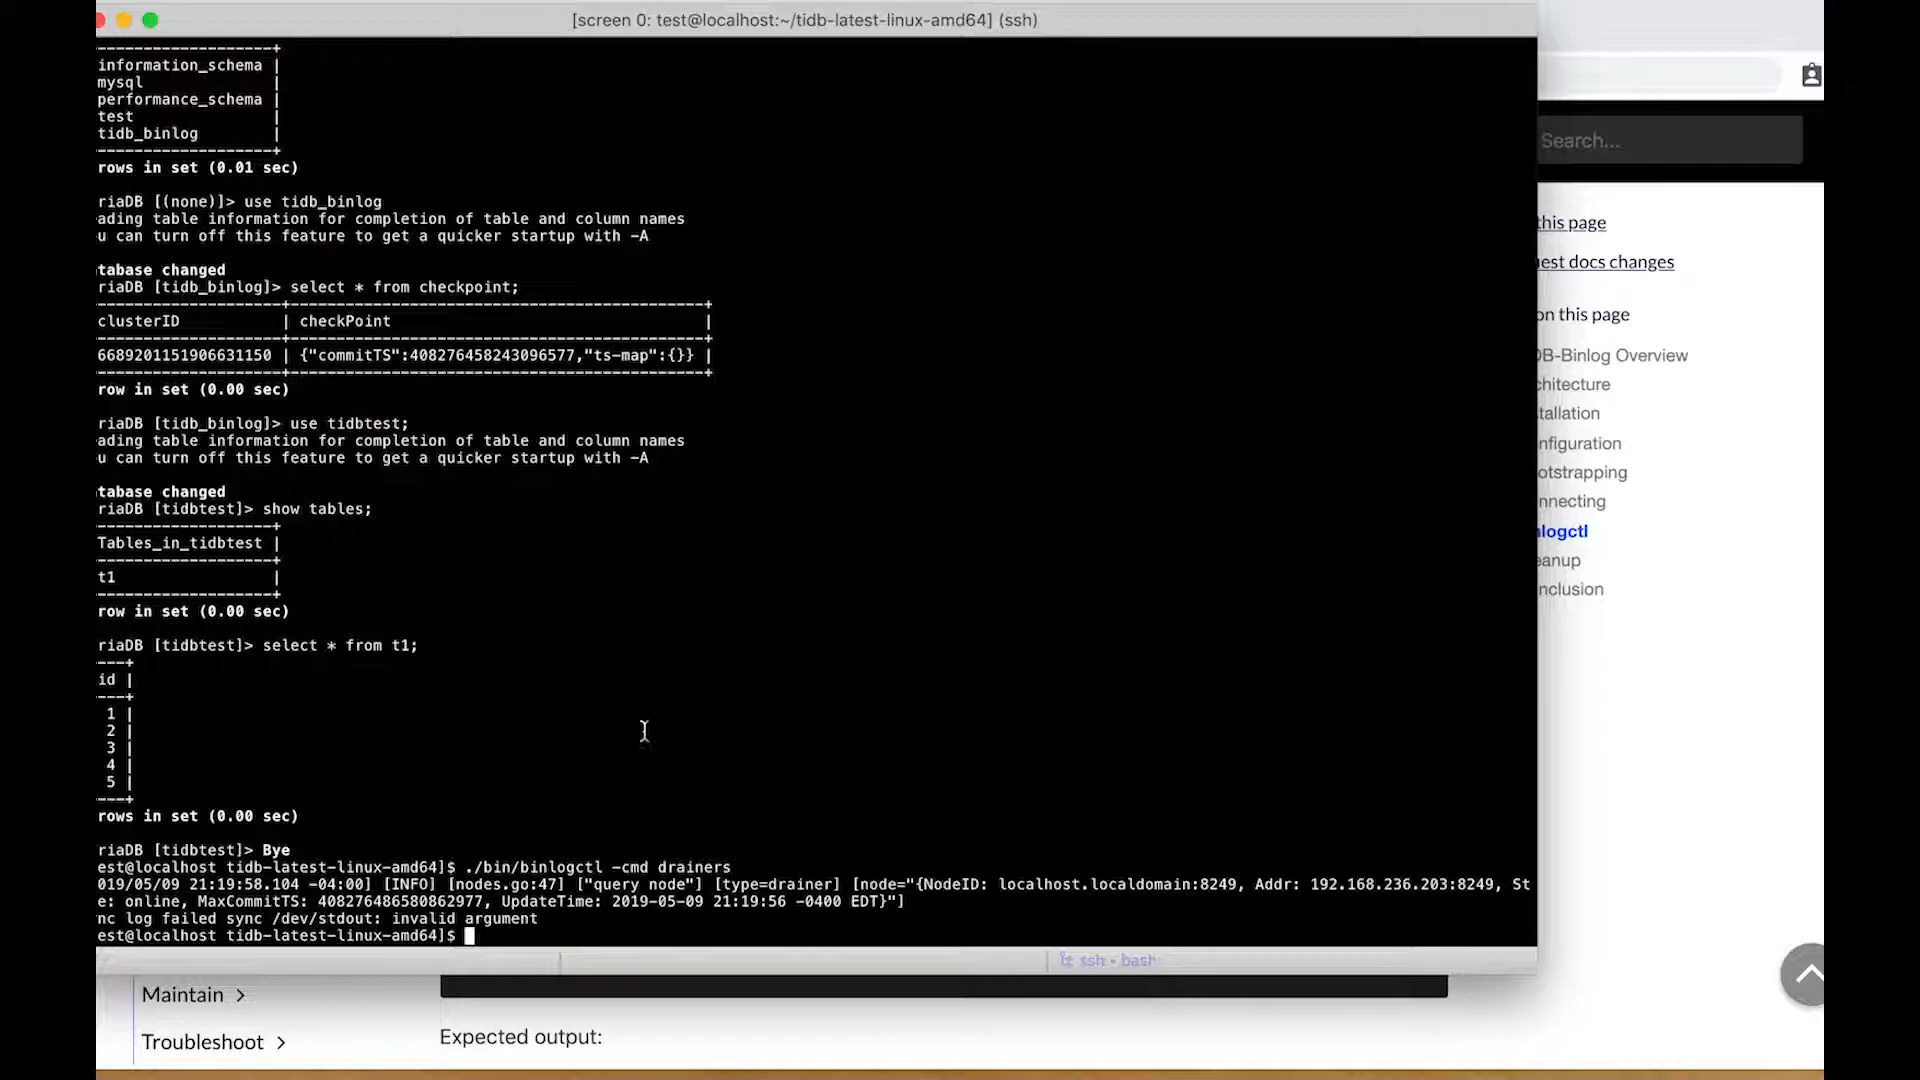 [screen 0: test@localhost:~/tidb-latest-linux-amd64] (ssh)
information_schema |
mysql |
performance_schema |
test |
tidb_binlog |
rows in set (0.01 sec)
riaDB [(none)]> use tidb_binlog
ading table information for completion of table and column names
u can turn off this feature to get a quicker startup with -A
tabase changed
riaDB [tidb_binlog]> select * from checkpoint;
clusterID | checkPoint |
6689201151906631150 | {"commitTS":408276458243096577,"ts-map":{}} |
row in set (0.00 sec)
riaDB [tidb_binlog]> use tidbtest;
ading table information for completion of table and column names
u can turn off this feature to get a quicker startup with -A
tabase changed
riaDB [tidbtest]> show tables;
Tables_in_tidbtest |
t1 |
row in set (0.00 sec)
riaDB [tidbtest]> select * from t1;
id |
1 |
2 |
3 |
4 |
5 |
rows in set (0.00 sec)
riaDB [tidbtest]> Bye
est@localhost tidb-latest-linux-amd64]$ ./bin/binlogctl -cmd drainers
019/05/09 21:19:58.104 -04:00] [INFO] [nodes.go:47] ["query node"] [type=drainer] [node="{NodeID: localhost.localdomain:8249, Addr: 192.168.236.203:8249, St
e: online, MaxCommitTS: 408276486580862977, UpdateTime: 2019-05-09 21:19:56 -0400 EDT}"]
nc log failed sync /dev/stdout: invalid argument
est@localhost tidb-latest-linux-amd64]$
ssh - bash
Search...
this page
uest docs changes
on this page
DB-Binlog Overview
chitecture
tallation
nfiguration
otstrapping
nnecting
nlogctl
eanup
nclusion
Maintain >
Troubleshoot >
Expected output: